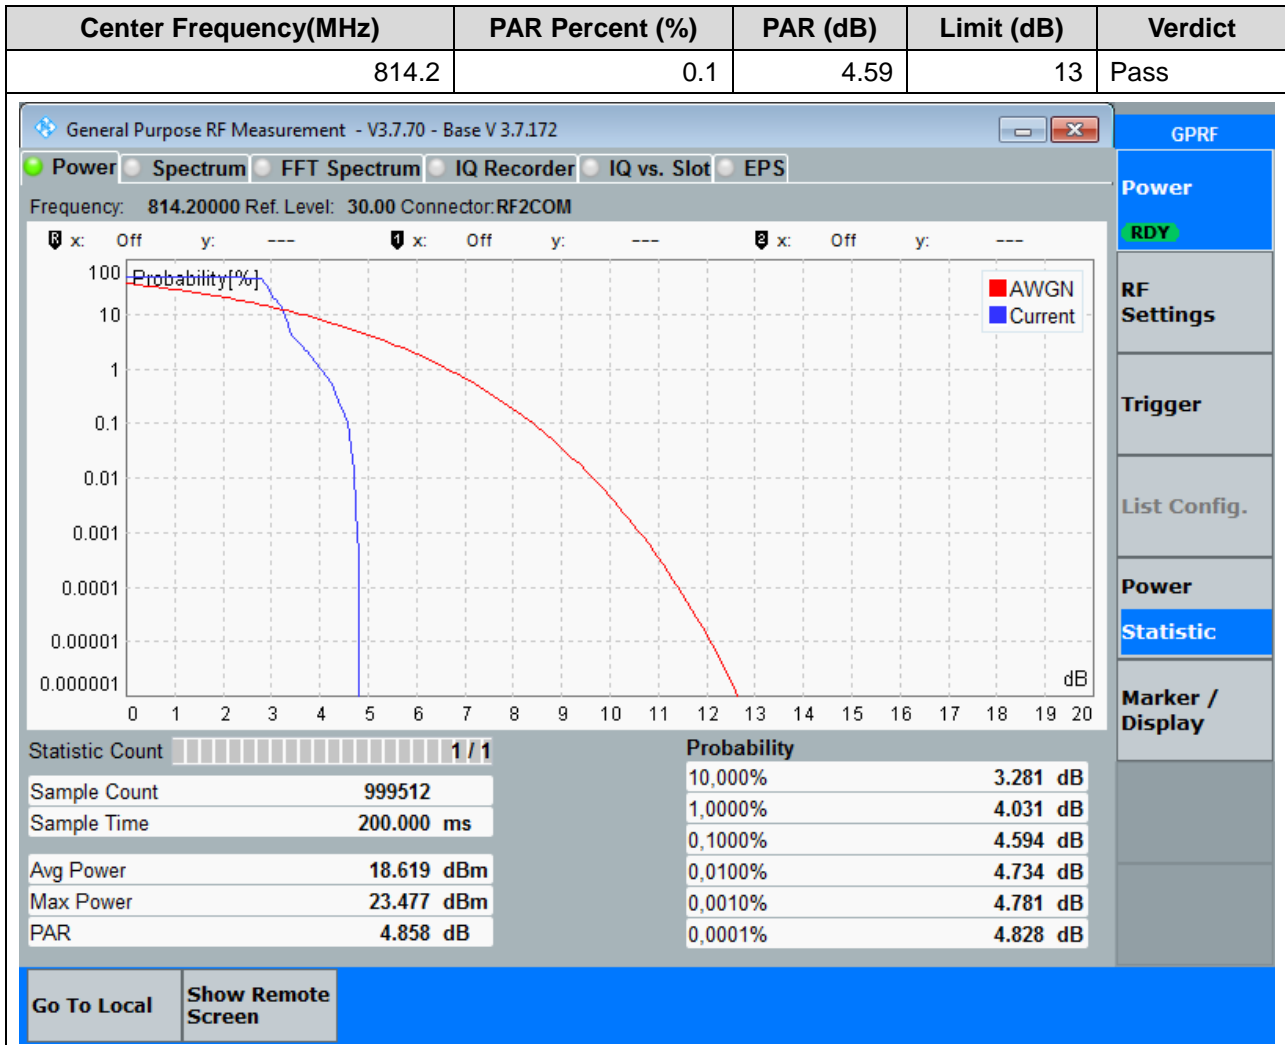 Center Frequency(MHz) PAR Percent (%) PAR (dB) Limit (dB) Verdict
814.2 0.1 4.59 13 Pass
General Purpose RF Measurement - V3.7.70 - Base V 3.7.172
GPRF
Power Spectrum FFT Spectrum IQ Recorder IQ vs. Slot EPS
Frequency: 814.20000 Ref. Level: 30.00 Connector: RF2COM
R x: Off y: --- 1 x: Off y: --- 2 x: Off y: ---
Probability[%]
AWGN
Current
100
10
1
0.1
0.01
0.001
0.0001
0.00001
0.000001
dB
0 1 2 3 4 5 6 7 8 9 10 11 12 13 14 15 16 17 18 19 20
Statistic Count 1 / 1
Sample Count 999512
Sample Time 200.000 ms
Avg Power 18.619 dBm
Max Power 23.477 dBm
PAR 4.858 dB
Probability
10,000% 3.281 dB
1,0000% 4.031 dB
0,1000% 4.594 dB
0,0100% 4.734 dB
0,0010% 4.781 dB
0,0001% 4.828 dB
Power
RDY
RF
Settings
Trigger
List Config.
Power
Statistic
Marker /
Display
Go To Local
Show Remote
Screen